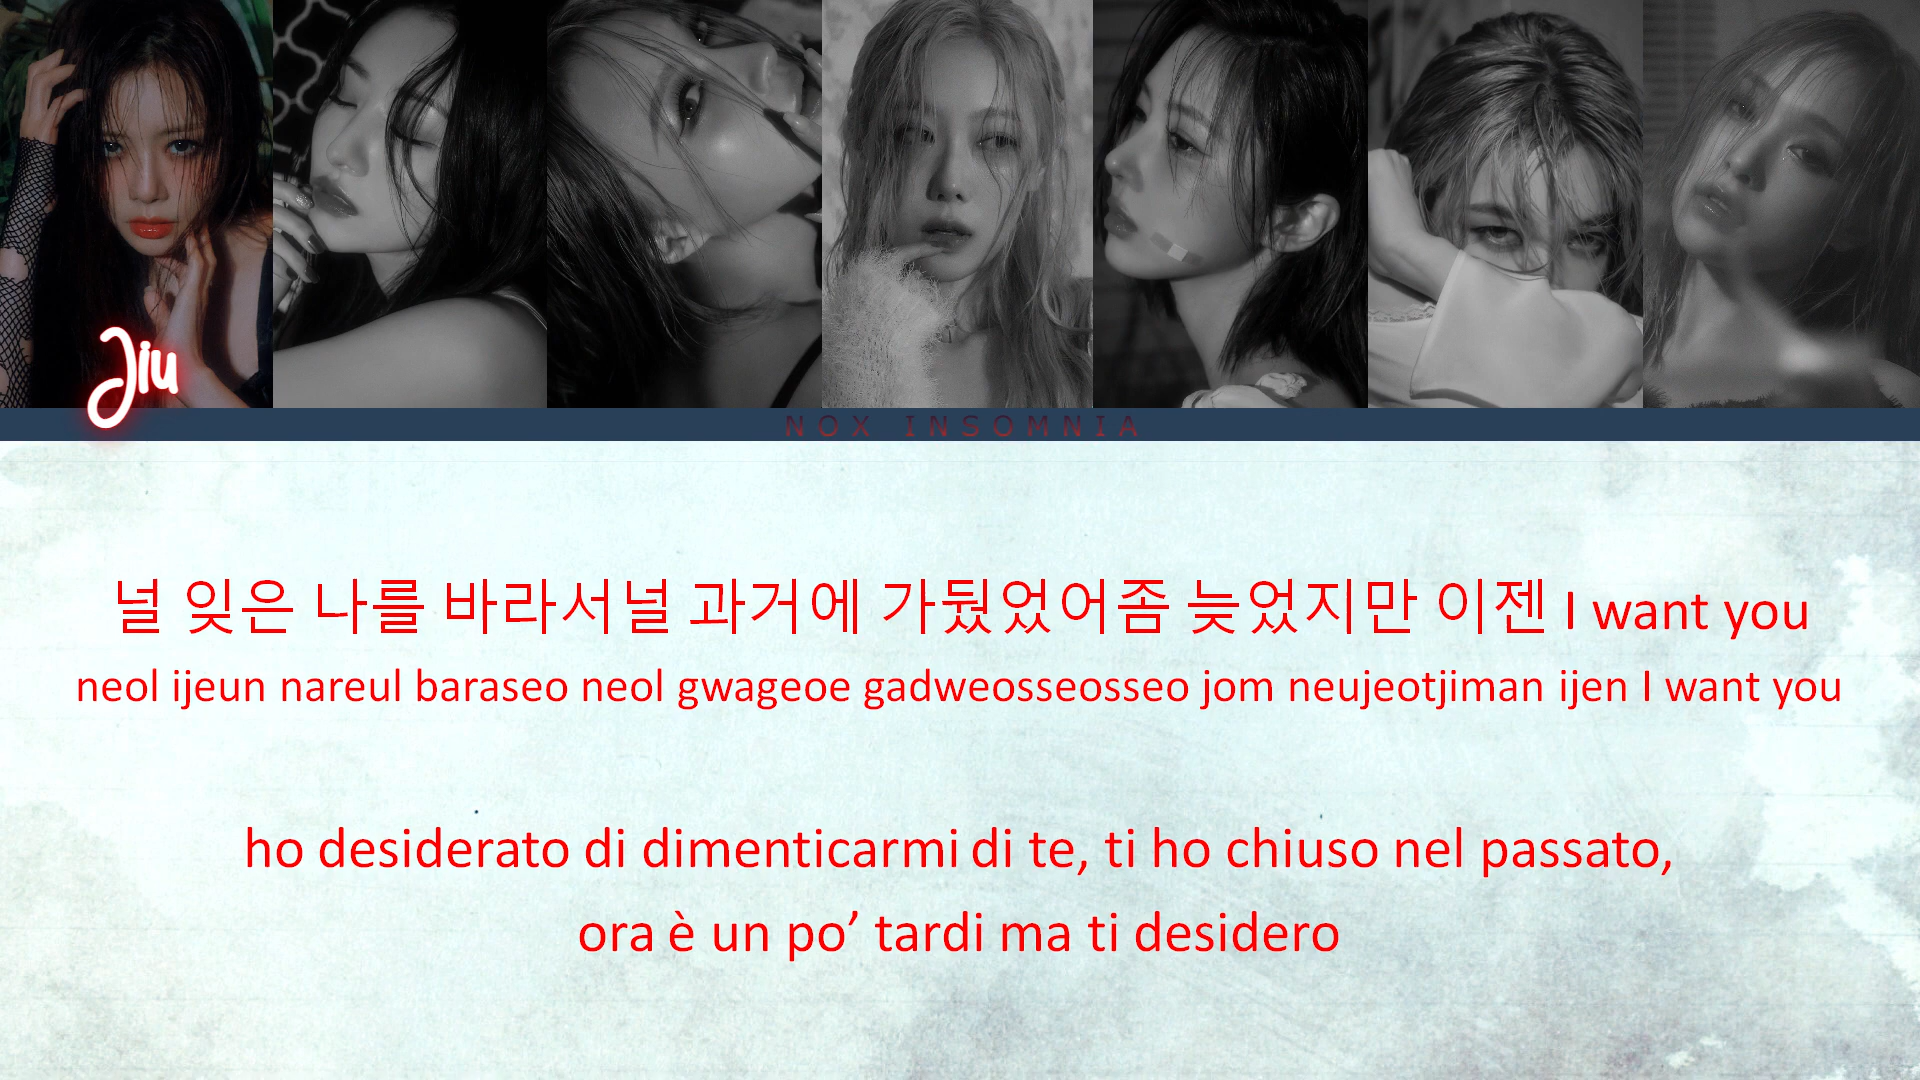 Jiu
NOX INSOMNIA
널 잊은 나를 바라서널 과거에 가뒀었어좀 늦었지만 이젠 I want you
neol ijeun nareul baraseo neol gwageoe gadweosseosseo jom neujeotjiman ijen I want you
ho desiderato di dimenticarmi di te, ti ho chiuso nel passato,
ora è un po’ tardi ma ti desidero